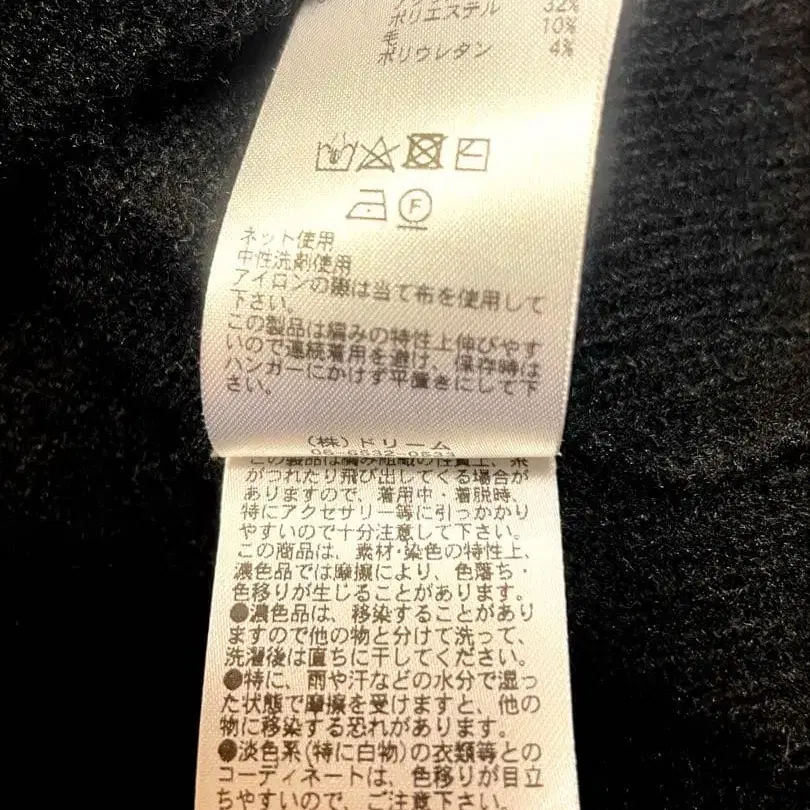 32%
ポリエステル
10%
毛
4%
ポリウレタン
F
ネット使用
中性洗剤使用
アイロンの際は当て布を使用して
下さい。
この製品は編みの特性上伸びやす
いので連続着用を避け、保存時は
ハンガーにかけず平置きにして下
さい。
(株)ドリーム
06-6532-0533
この製品は編み組織の性質上、糸
がつれたり飛び出してくる場合が
ありますので、着用中・着脱時、
特にアクセサリー等に引っかかり
やすいので十分注意して下さい。
この商品は、素材・染色の特性上、
濃色品では摩擦により、色落ち・
色移りが生じることがあります。
●濃色品は、移染することがあり
ますので他の物と分けて洗って、
洗濯後は直ちに干してください。
●特に、雨や汗などの水分で湿っ
た状態で摩擦を受けますと、他の
物に移染する恐れがあります。
●淡色系(特に白物)の衣類等との
コーディネートは、色移りが目立
ちやすいので、ご注意下さい。